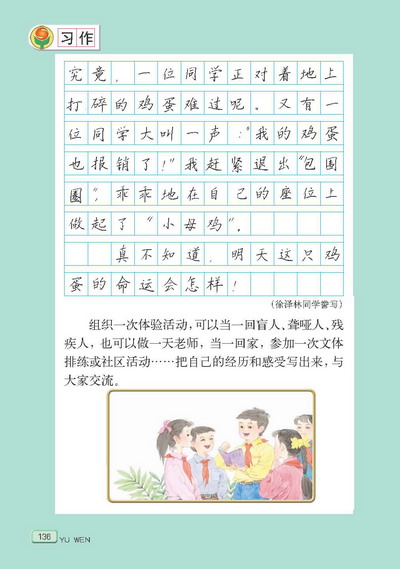 习作
究竟，一位同学正对着地上
打碎的鸡蛋难过呢。又有一
位同学大叫一声：“我的鸡蛋
也报销了！”我赶紧退出“包围
圈”，乖乖地在自己的座位上
做起了“小母鸡”。
真不知道，明天这只鸡
蛋的命运会怎样！
（徐泽林同学誊写）
组织一次体验活动，可以当一回盲人、聋哑人、残
疾人，也可以做一天老师，当一回家，参加一次文体
排练或社区活动……把自己的经历和感受写出来，与
大家交流。
136 YU WEN